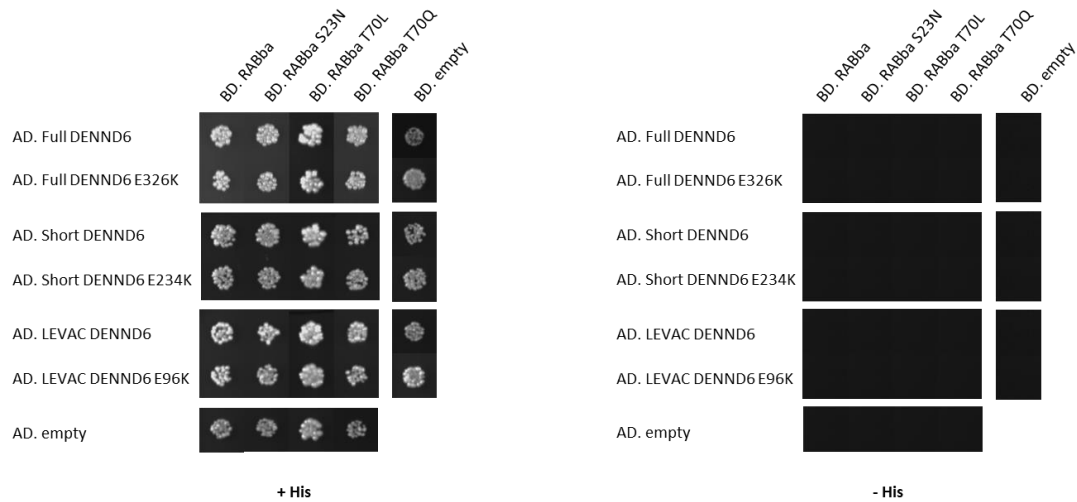 BD. RABba
BD. RABba S23N
BD. RABba T70L
BD. RABba T70Q
BD. empty
AD. Full DENND6
AD. Full DENND6 E326K
AD. Short DENND6
AD. Short DENND6 E234K
AD. LEVAC DENND6
AD. LEVAC DENND6 E96K
AD. empty
+ His
BD. RABba
BD. RABba S23N
BD. RABba T70L
BD. RABba T70Q
BD. empty
AD. Full DENND6
AD. Full DENND6 E326K
AD. Short DENND6
AD. Short DENND6 E234K
AD. LEVAC DENND6
AD. LEVAC DENND6 E96K
AD. empty
- His